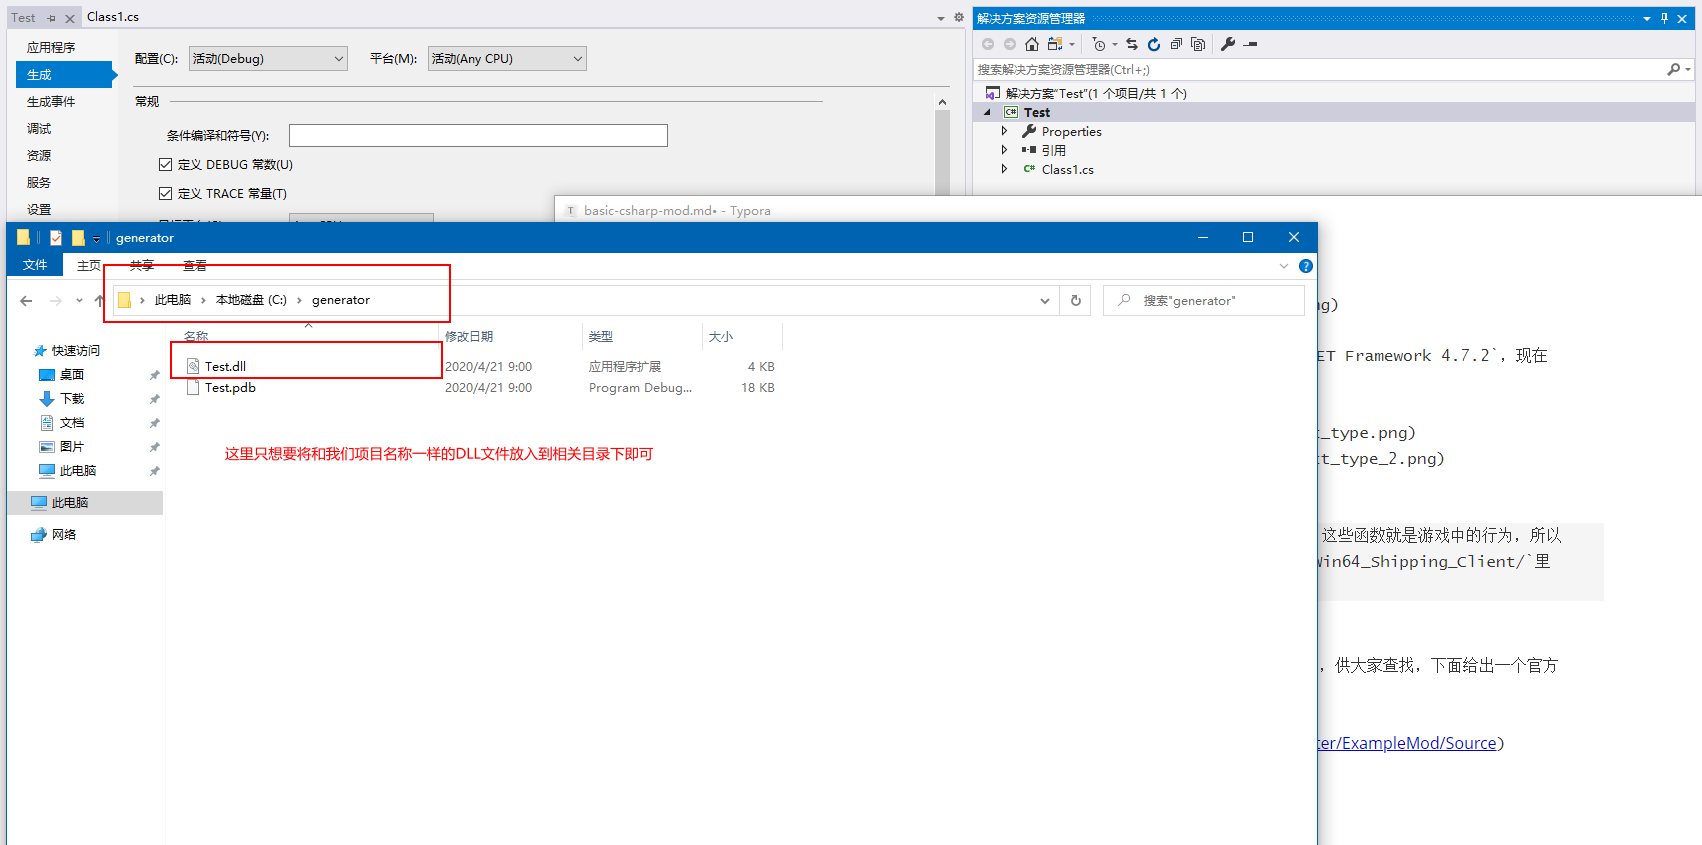 Test
Class1.cs
应用程序
生成
生成事件
调试
资源
服务
设置
配置(C):
活动(Debug)
平台(M):
活动(Any CPU)
常规
条件编译和符号(Y):
定义 DEBUG 常数(U)
定义 TRACE 常量(T)
解决方案资源管理器
搜索解决方案资源管理器(Ctrl+;)
解决方案"Test"(1 个项目/共 1 个)
Test
Properties
引用
Class1.cs
basic-csharp-mod.md• - Typora
generator
文件
主页
共享
查看
此电脑 › 本地磁盘 (C:) › generator
搜索"generator"
名称
修改日期
类型
大小
快速访问
桌面
下载
文档
图片
此电脑
此电脑
网络
Test.dll 2020/4/21 9:00 应用程序扩展 4 KB
Test.pdb 2020/4/21 9:00 Program Debug... 18 KB
这里只想要将和我们项目名称一样的DLL文件放入到相关目录下即可
g)
ET Framework 4.7.2`，现在
t_type.png)
ct_type_2.png)
这些函数就是游戏中的行为，所以
Win64_Shipping_Client/`里
，供大家查找，下面给出一个官方
ter/ExampleMod/Source)